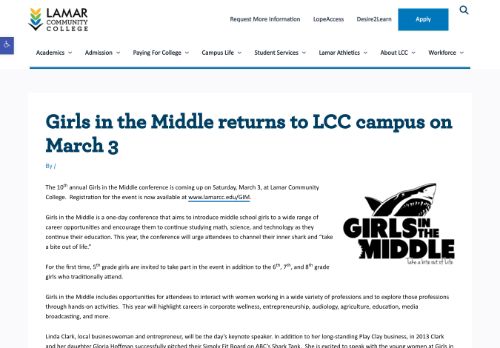 LAMAR
COMMUNITY
COLLEGE
Request More Information LopeAccess Desire2Learn Apply
Academics Admission Paying For College Campus Life Student Services Lamar Athletics About LCC Workforce
Girls in the Middle returns to LCC campus on
March 3
By /
The 10th annual Girls in the Middle conference is coming up on Saturday, March 3, at Lamar Community
College. Registration for the event is now available at www.lamarcc.edu/GIM.
Girls in the Middle is a one-day conference that aims to introduce middle school girls to a wide range of
career opportunities and encourage them to continue studying math, science, and technology as they
continue their education. This year, the conference will urge attendees to channel their inner shark and “take
a bite out of life.”
GIRLS IN THE
MIDDLE
Take a bite out of Life
For the first time, 5th grade girls are invited to take part in the event in addition to the 6th, 7th, and 8th grade
girls who traditionally attend.
Girls in the Middle includes opportunities for attendees to interact with women working in a wide variety of professions and to explore those professions
through hands-on activities. This year will highlight careers in corporate wellness, entrepreneurship, audiology, agriculture, education, media
broadcasting, and more.
Linda Clark, local businesswoman and entrepreneur, will be the day’s keynote speaker. In addition to her long-standing Play Clay business, in 2013 Clark
and her daughter Gloria Hoffman successfully pitched their Simply Fit Board on ABC’s Shark Tank. She is excited to speak with the young women at Girls in